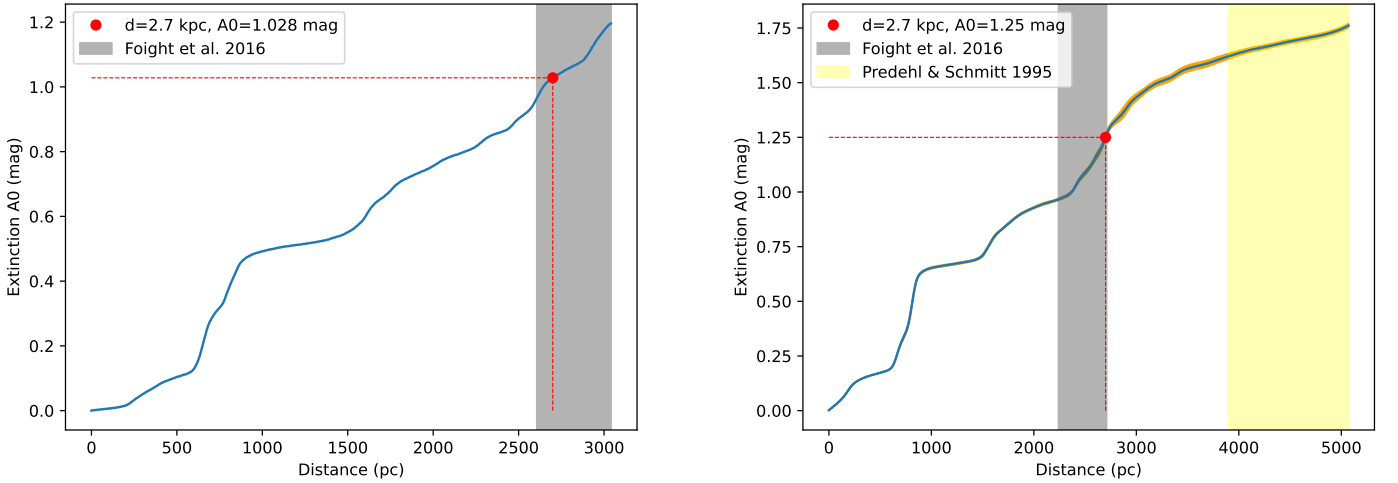 d=2.7 kpc, A0=1.028 mag
Foight et al. 2016
Extinction A0 (mag)
1.2
1.0
0.8
0.6
0.4
0.2
0.0
0 500 1000 1500 2000 2500 3000
Distance (pc)
d=2.7 kpc, A0=1.25 mag
Foight et al. 2016
Predehl & Schmitt 1995
Extinction A0 (mag)
1.75
1.50
1.25
1.00
0.75
0.50
0.25
0.00
0 1000 2000 3000 4000 5000
Distance (pc)